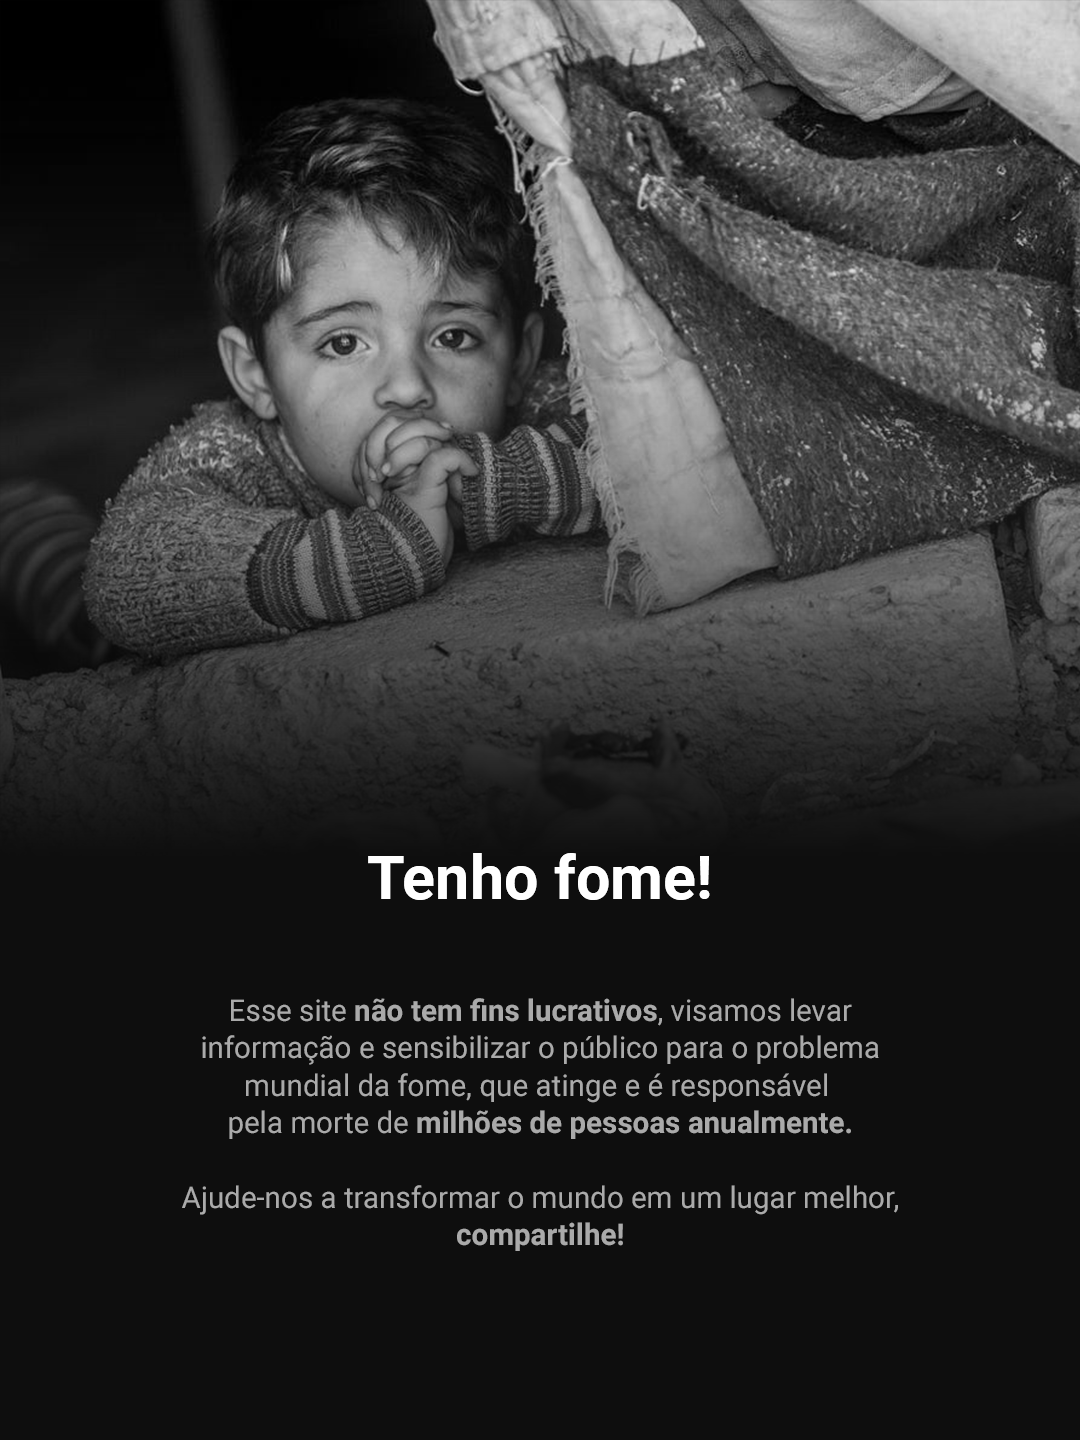 Tenho fome!
Esse site não tem fins lucrativos, visamos levar
informação e sensibilizar o público para o problema
mundial da fome, que atinge e é responsável
pela morte de milhões de pessoas anualmente.
Ajude-nos a transformar o mundo em um lugar melhor,
compartilhe!